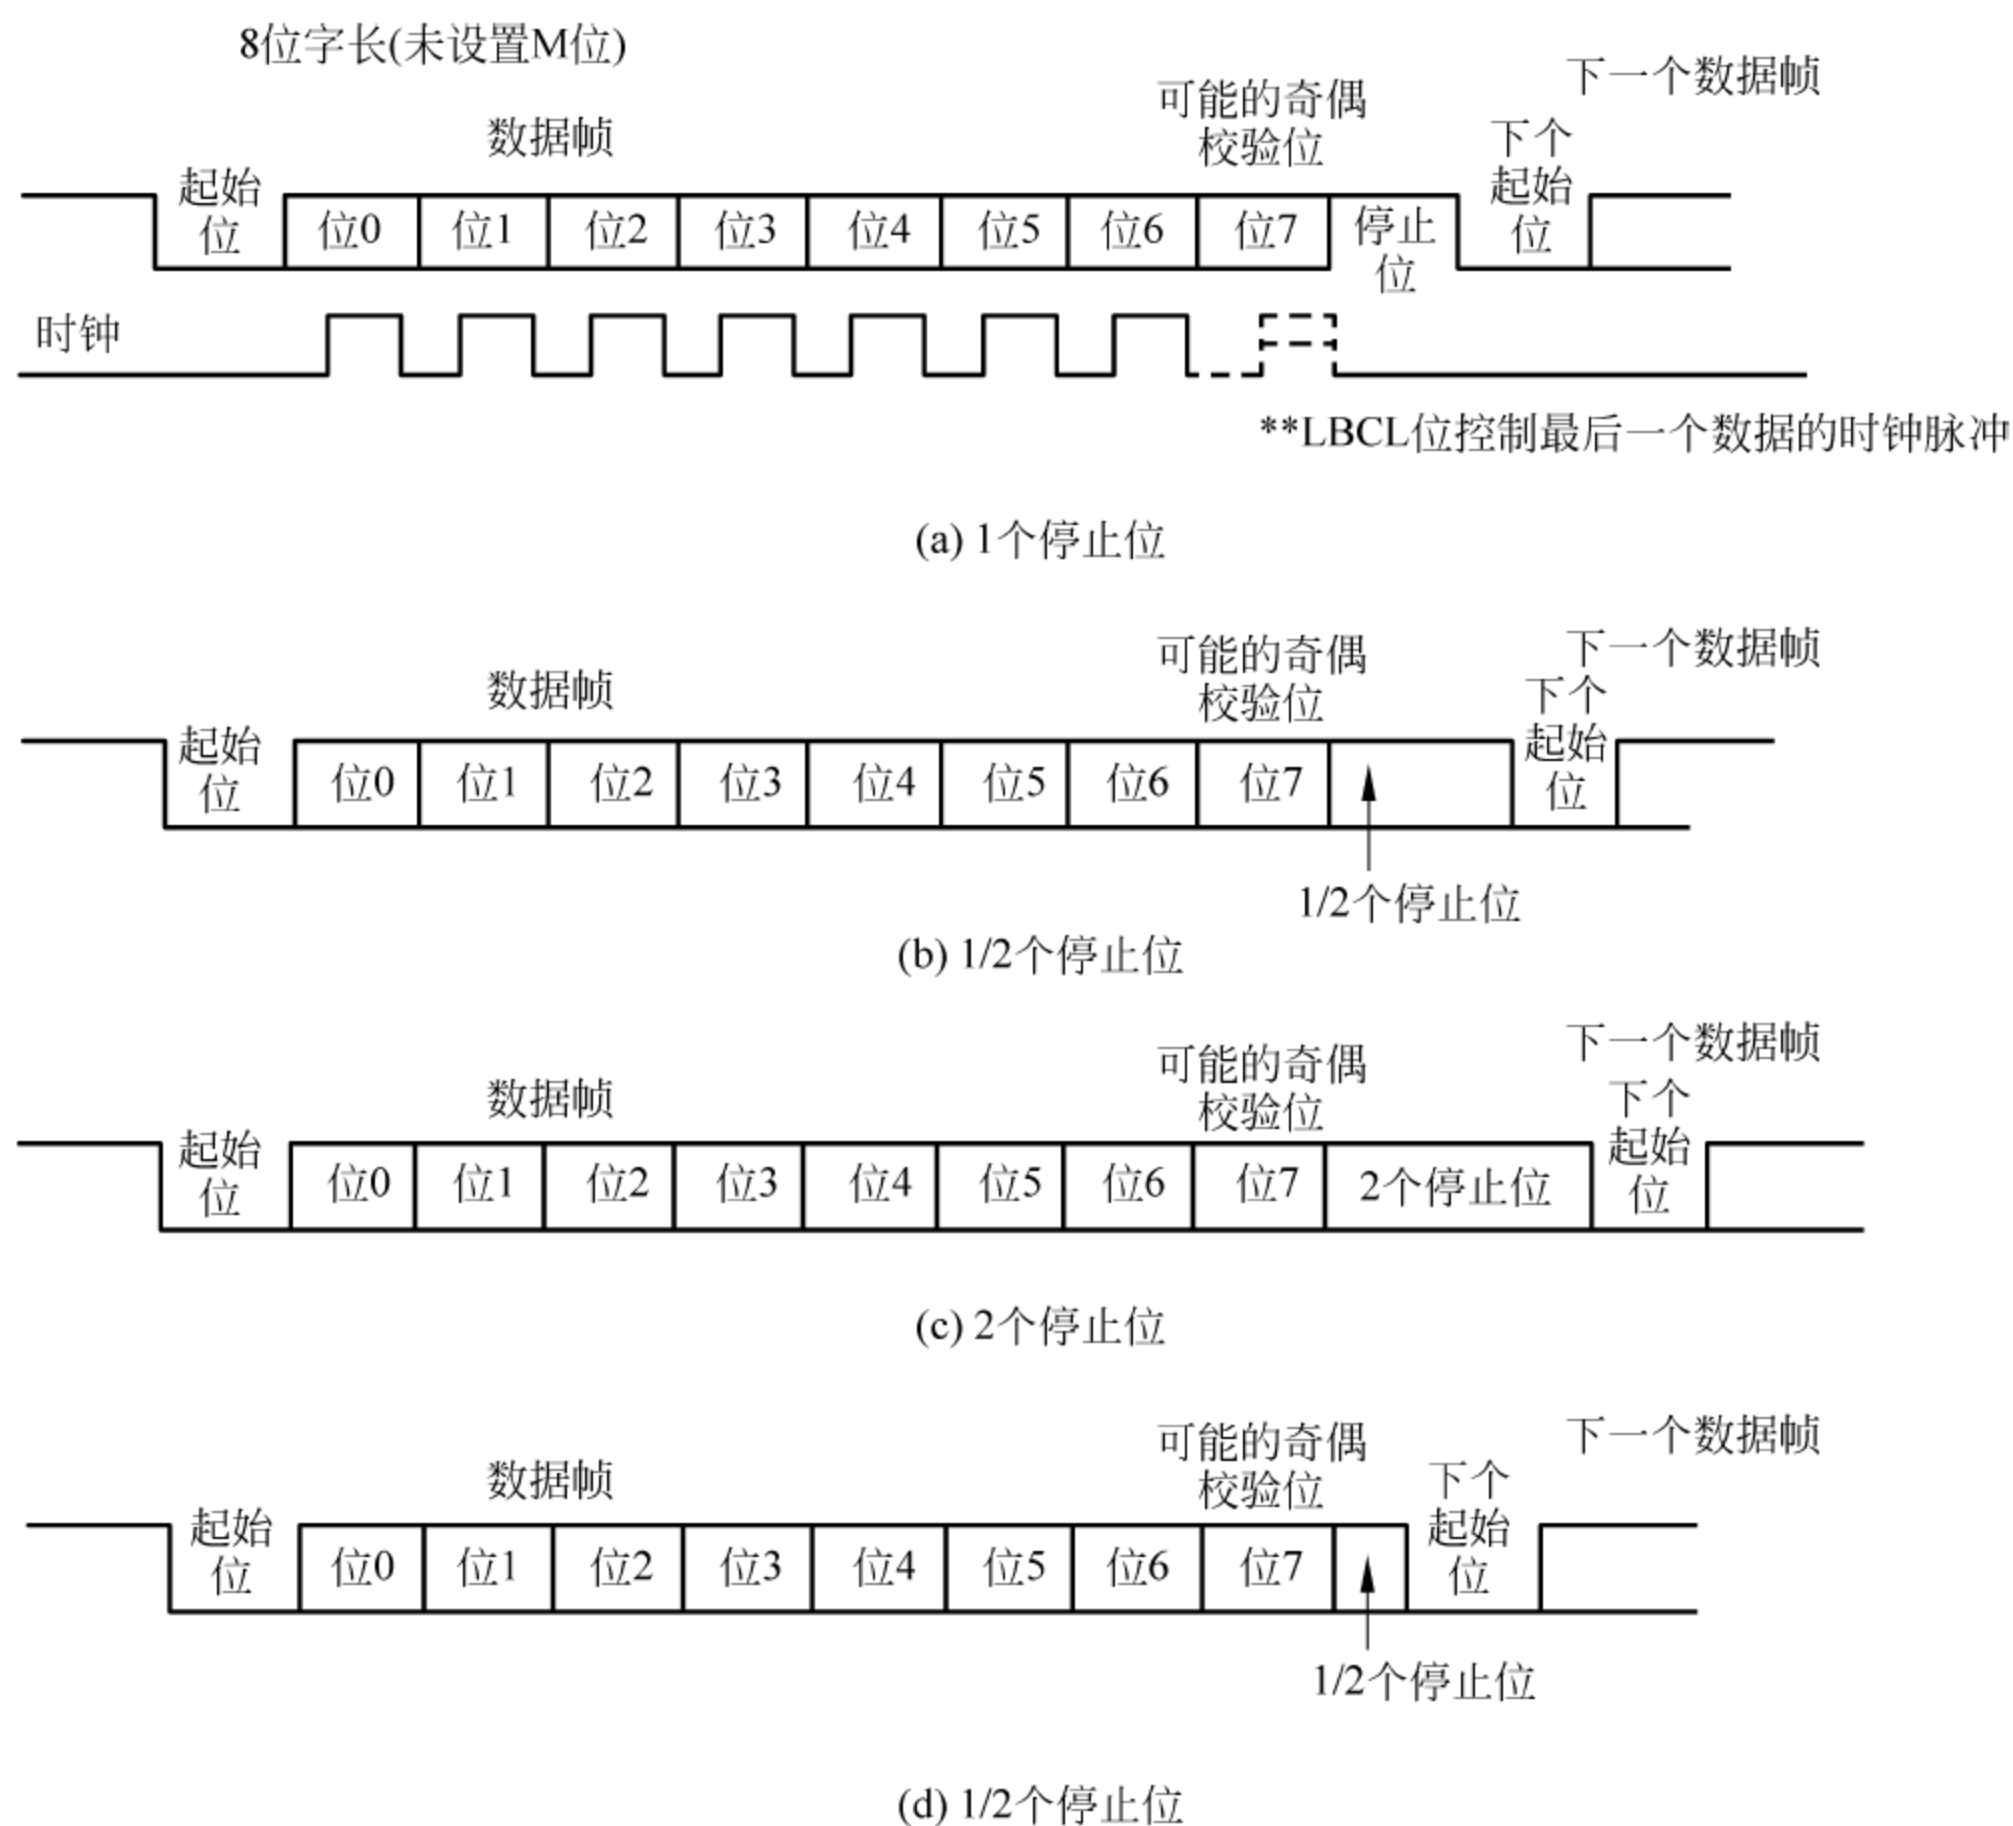 8位字长(未设置M位)
下一个数据帧
可能的奇偶
校验位
数据帧
下个
起始
位
起始
位
位0 位1 位2 位3 位4 位5 位6 位7 停止
位
时钟
**LBCL位控制最后一个数据的时钟脉冲
(a) 1个停止位
下一个数据帧
可能的奇偶
校验位
数据帧
下个
起始
位
起始
位
位0 位1 位2 位3 位4 位5 位6 位7
1/2个停止位
(b) 1/2个停止位
下一个数据帧
可能的奇偶
校验位
数据帧
下个
起始
位
起始
位
位0 位1 位2 位3 位4 位5 位6 位7 2个停止位
(c) 2个停止位
下一个数据帧
可能的奇偶
校验位
数据帧
下个
起始
位
起始
位
位0 位1 位2 位3 位4 位5 位6 位7
1/2个停止位
(d) 1/2个停止位